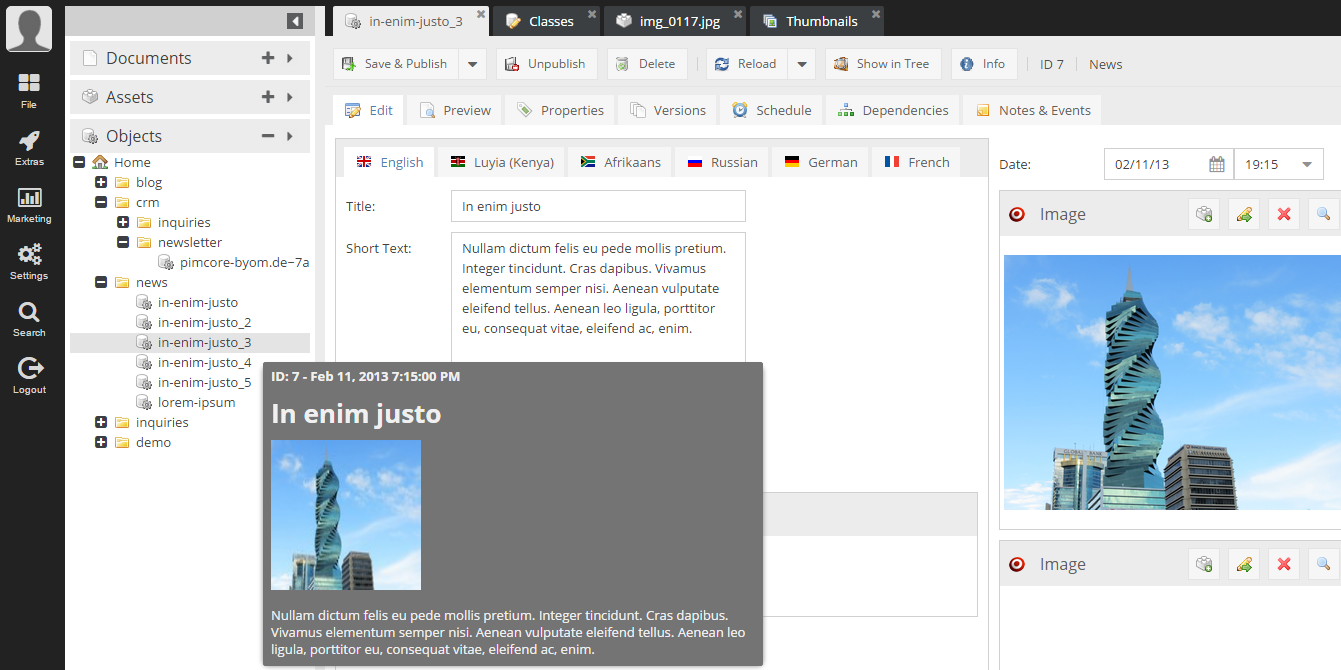 File
Extras
Marketing
Settings
Search
Logout
Documents
Assets
Objects
Home
blog
crm
inquiries
newsletter
pimcore-byom.de~7a
news
in-enim-justo
in-enim-justo_2
in-enim-justo_3
in-enim-justo_4
in-enim-justo_5
lorem-ipsum
inquiries
demo
in-enim-justo_3 Classes img_0117.jpg Thumbnails
Save & Publish Unpublish Delete Reload Show in Tree Info ID 7 News
Edit Preview Properties Versions Schedule Dependencies Notes & Events
English Luyia (Kenya) Afrikaans Russian German French
Title: In enim justo
Short Text: Nullam dictum felis eu pede mollis pretium.
Integer tincidunt. Cras dapibus. Vivamus
elementum semper nisi. Aenean vulputate
eleifend tellus. Aenean leo ligula, porttitor
eu, consequat vitae, eleifend ac, enim.
Date: 02/11/13 19:15
Image
GLOBAL BANK
Image
ID: 7 - Feb 11, 2013 7:15:00 PM
In enim justo
Nullam dictum felis eu pede mollis pretium. Integer tincidunt. Cras dapibus.
Vivamus elementum semper nisi. Aenean vulputate eleifend tellus. Aenean leo
ligula, porttitor eu, consequat vitae, eleifend ac, enim.